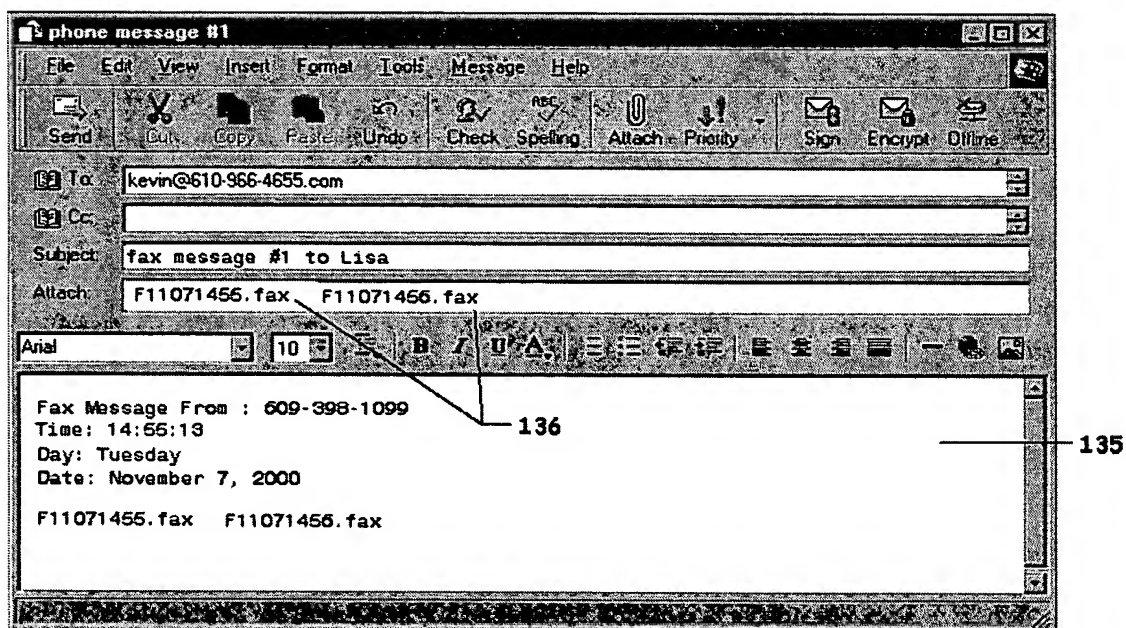 phone message #1
File Edit View Insert Format Tools Message Help
Send Cut Copy Paste Undo Check Spelling Attach Priority Sign Encrypt Offline
To: kevin@610-966-4655.com
Cc:
Subject: fax message #1 to Lisa
Attach: F11071455.fax F11071456.fax
Arial 10 B I U A
Fax Message From : 609-398-1099
136
Time: 14:55:13
135
Day: Tuesday
Date: November 7, 2000
F11071455.fax F11071456.fax